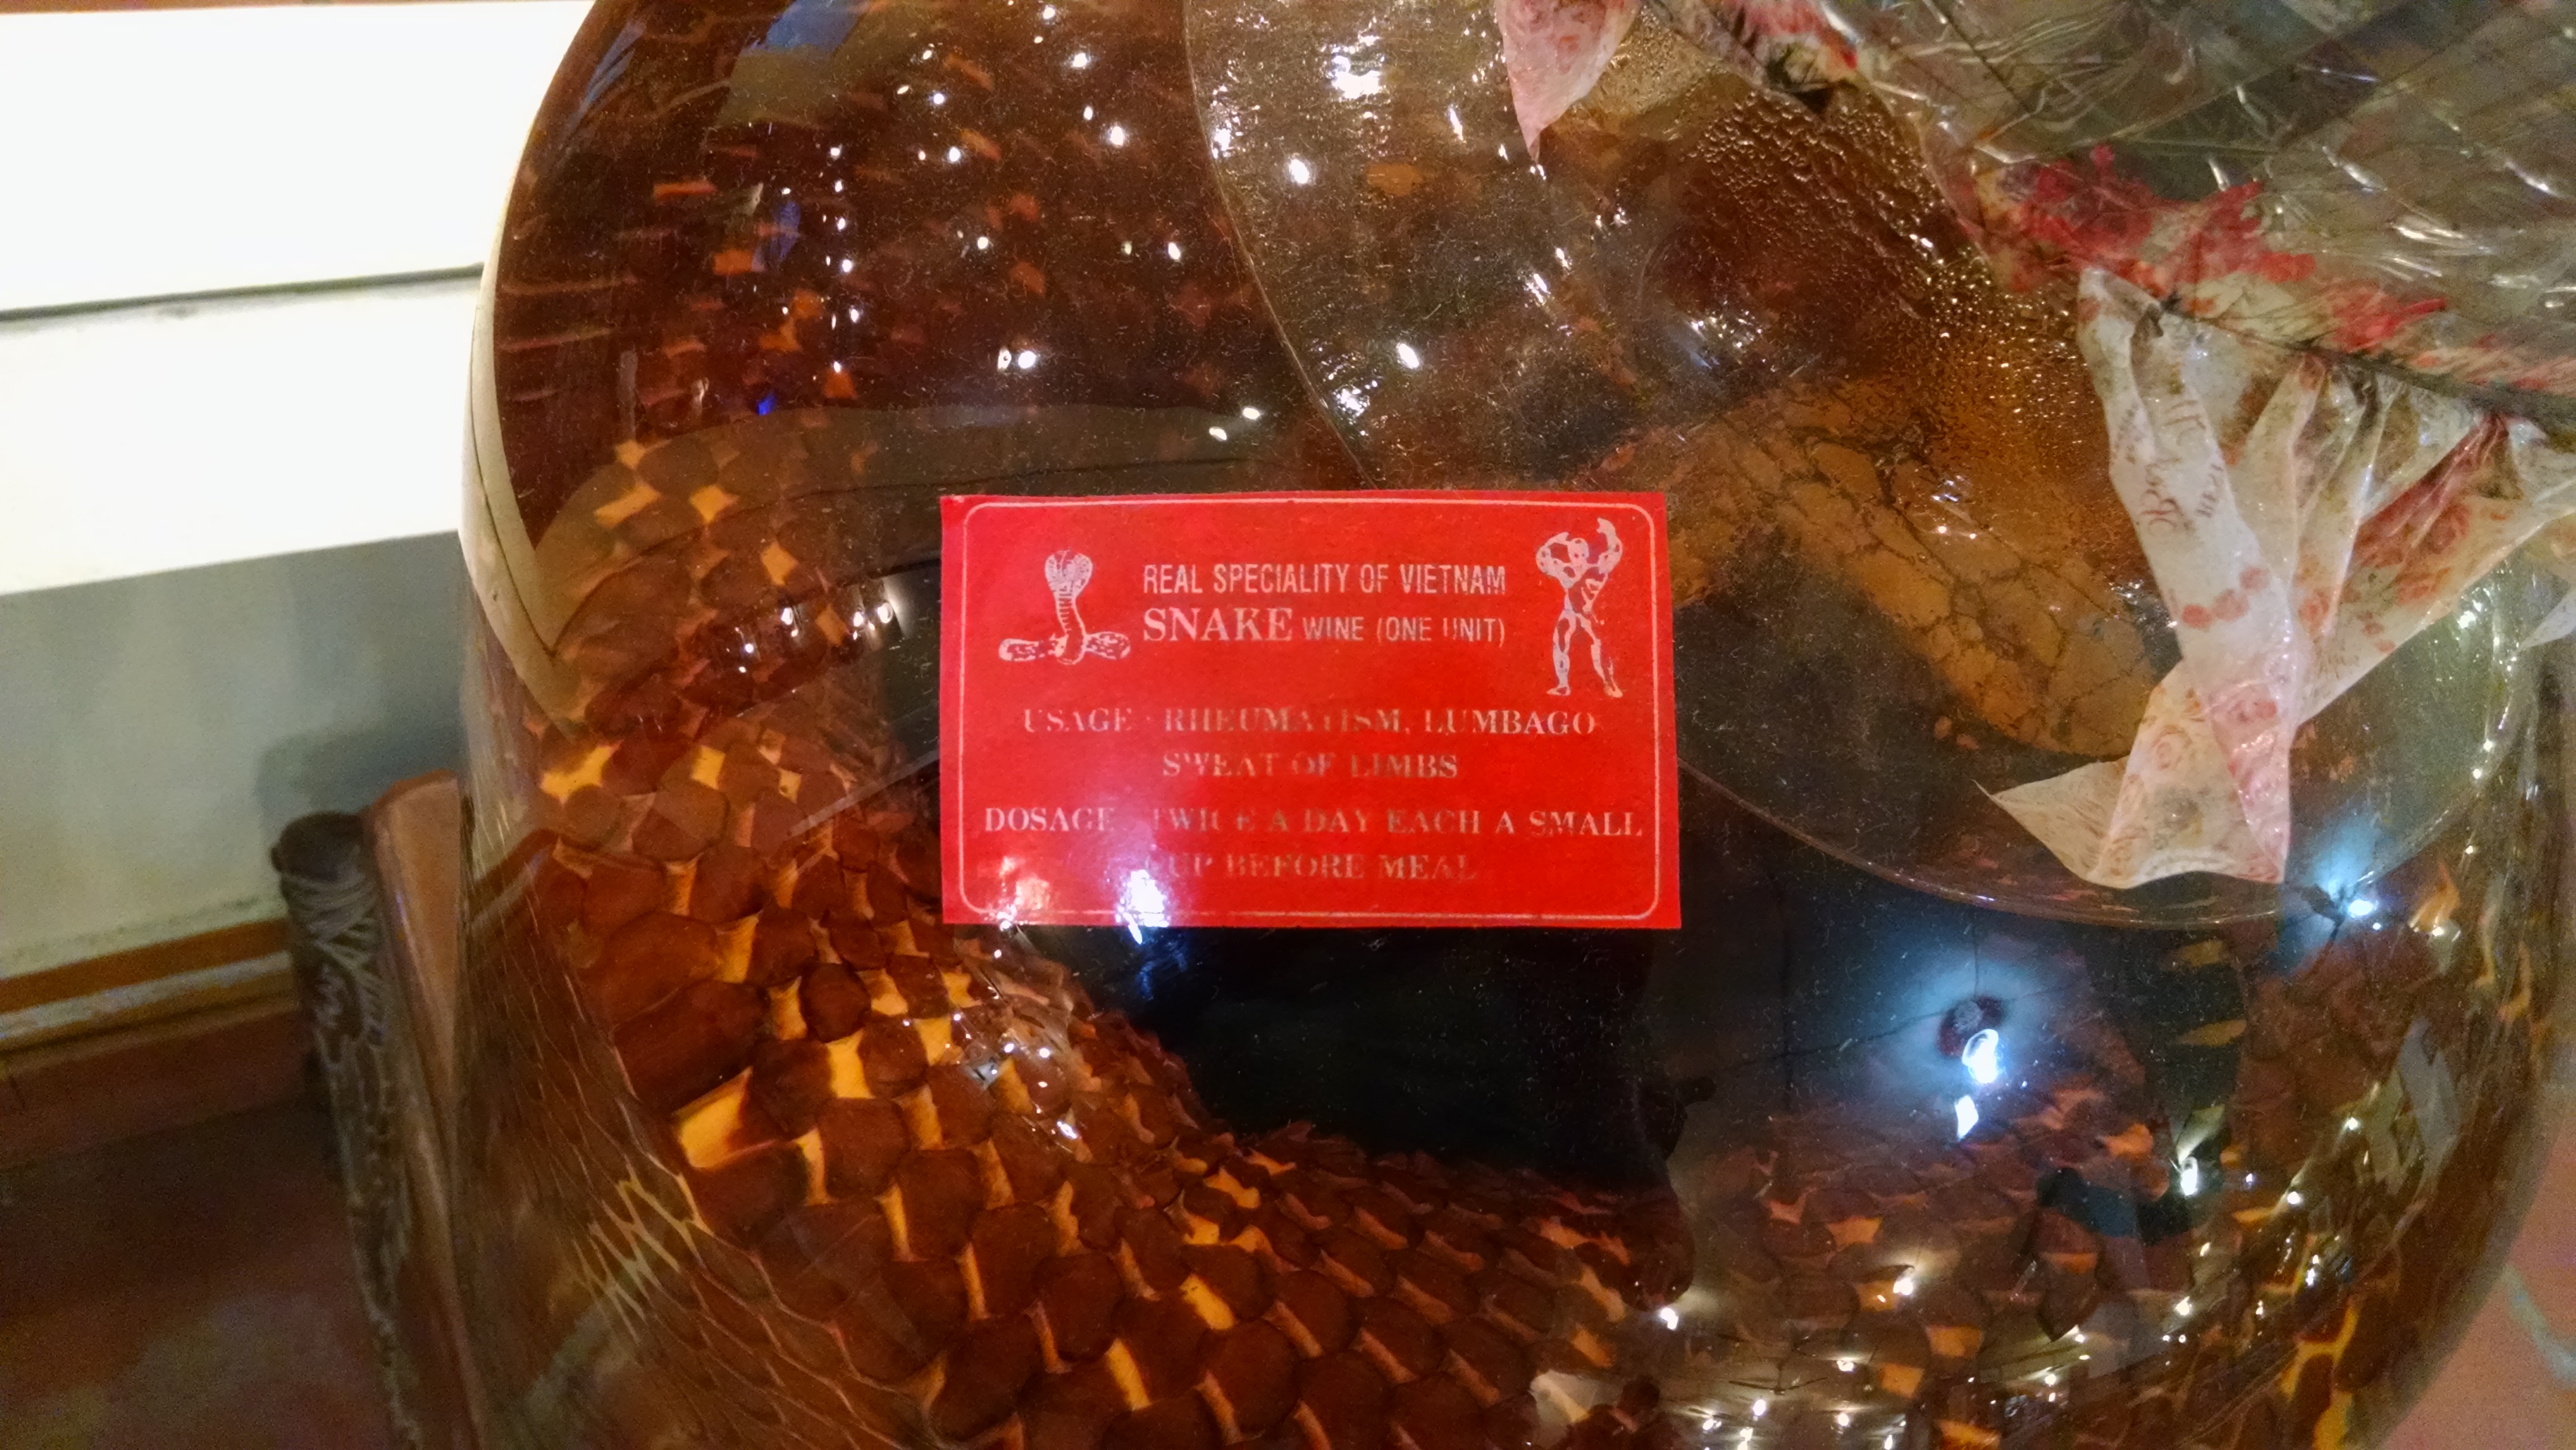 REAL SPECIALITY OF VIETNAM
SNAKE WINE (ONE UNIT)
USAGE : RHEUMATISM, LUMBAGO
SWEAT OF LIMBS
DOSAGE TWICE A DAY EACH A SMALL
CUP BEFORE MEAL